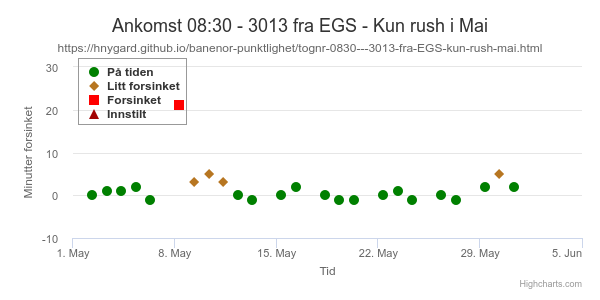 Ankomst 08:30 - 3013 fra EGS - Kun rush i Mai
https://hnygard.github.io/banenor-punktlighet/tognr-0830---3013-fra-EGS-kun-rush-mai.html
Minutter forsinket
30
20
10
0
-10
På tiden
Litt forsinket
Forsinket
Innstilt
1. May
8. May
15. May
22. May
29. May
5. Jun
Tid
Highcharts.com